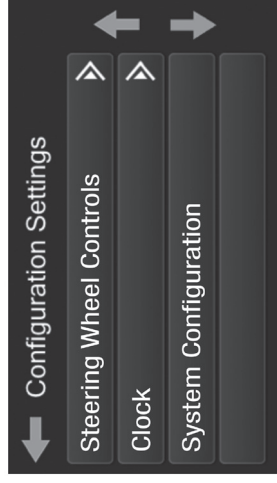 Configuration Settings
Steering Wheel Controls
Clock
System Configuration